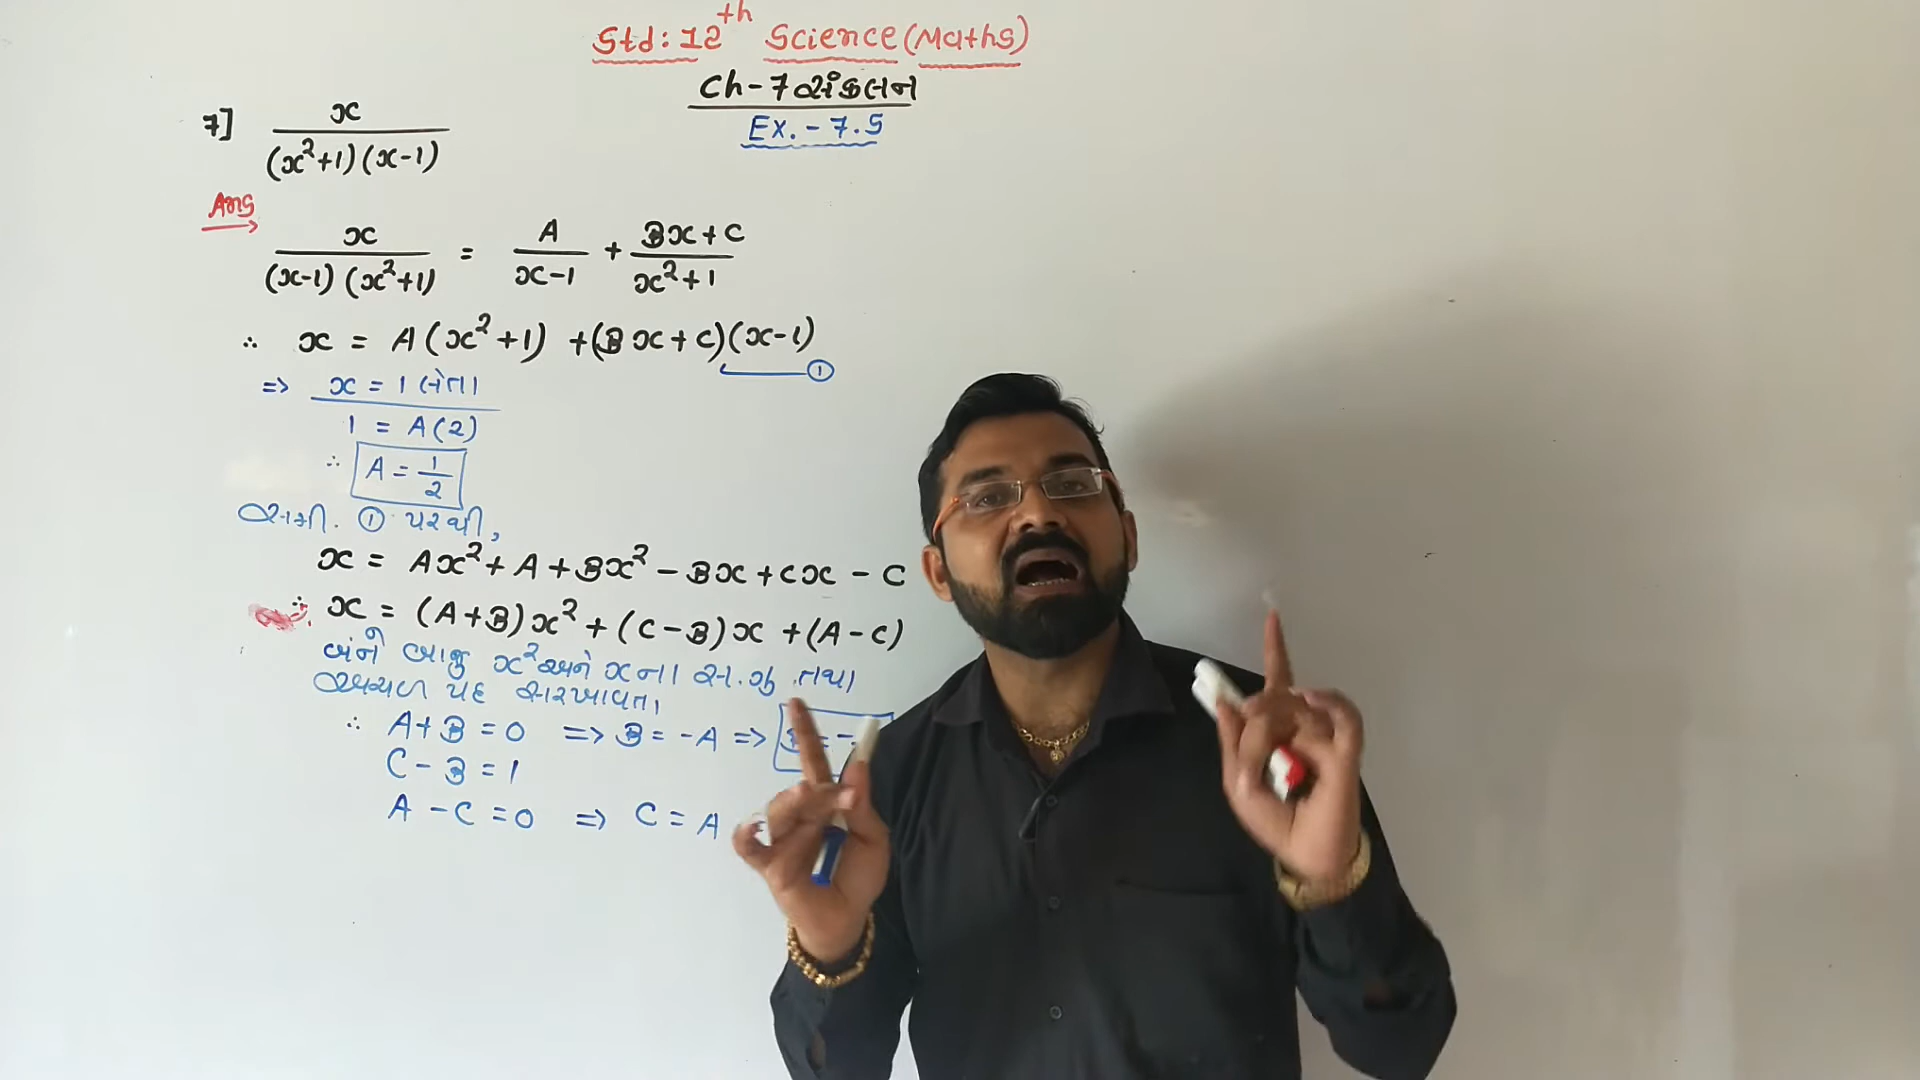 Std: 12th Science (Maths)
Ch-7 સંકલન
Ex.-7.5
7] x / (x²+1)(x-1)
Ans →
x / (x-1)(x²+1) = A / x-1 + Bx+C / x²+1
∴ x = A(x²+1) + (Bx+C)(x-1) ①
=> x = 1 લેતા
1 = A(2)
∴ A = 1/2
સમી. ① પરથી,
x = Ax² + A + Bx² - Bx + Cx - C
∴ x = (A+B)x² + (C-B)x + (A-C)
બંને બાજુ x² અને x ના સ.ગુ. તથા
અચળ પદ સરખાવતા
∴ A+B = 0 => B = -A =>
C - B = 1
A - C = 0 => C = A